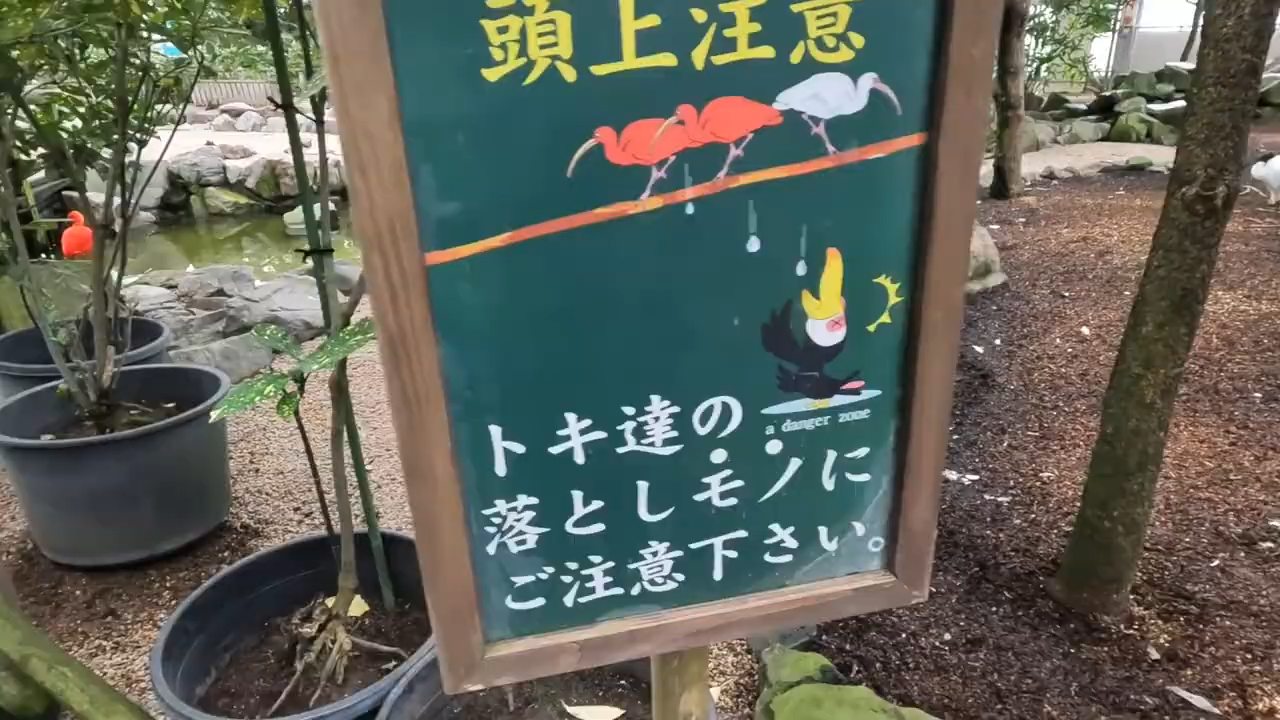 頭上注意
a danger zone
トキ達の
落としモノに
ご注意下さい。